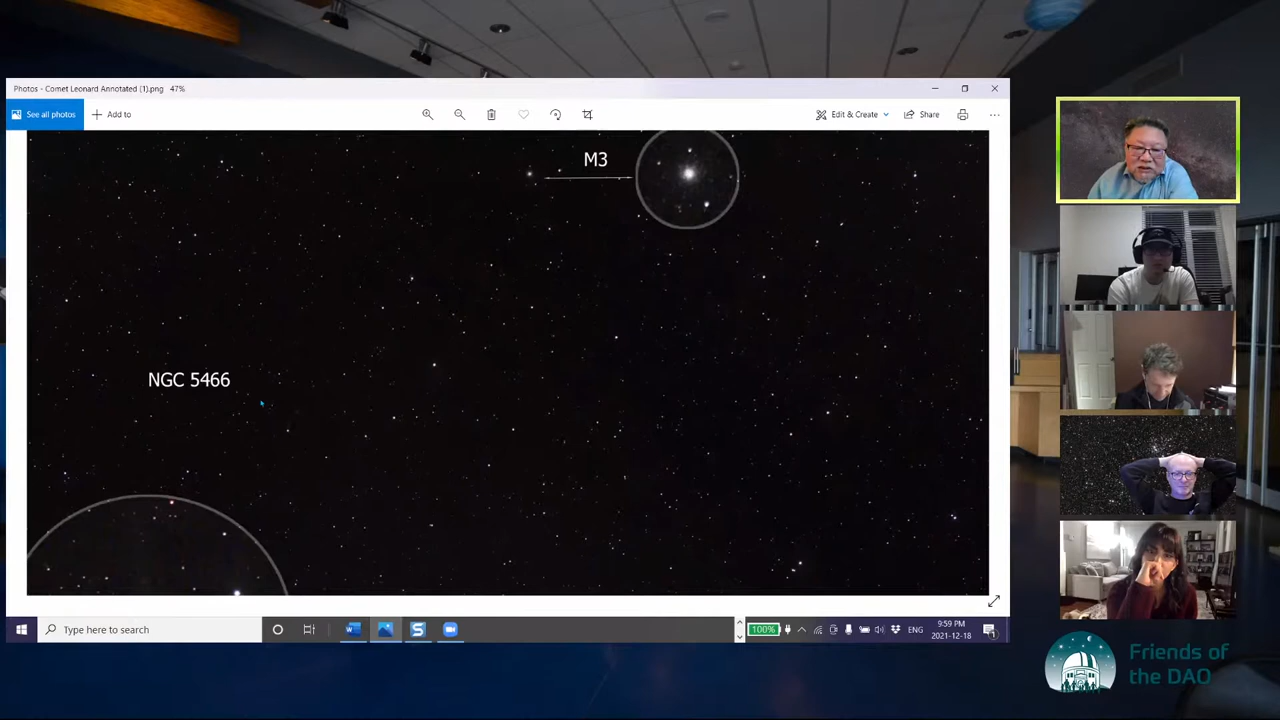 Photos - Comet Leonard Annotated (1).png 47%
See all photos
Add to
Edit & Create
Share
M3
NGC 5466
Type here to search
100%
ENG
9:59 PM
2021-12-18
1
Friends of
the DAO